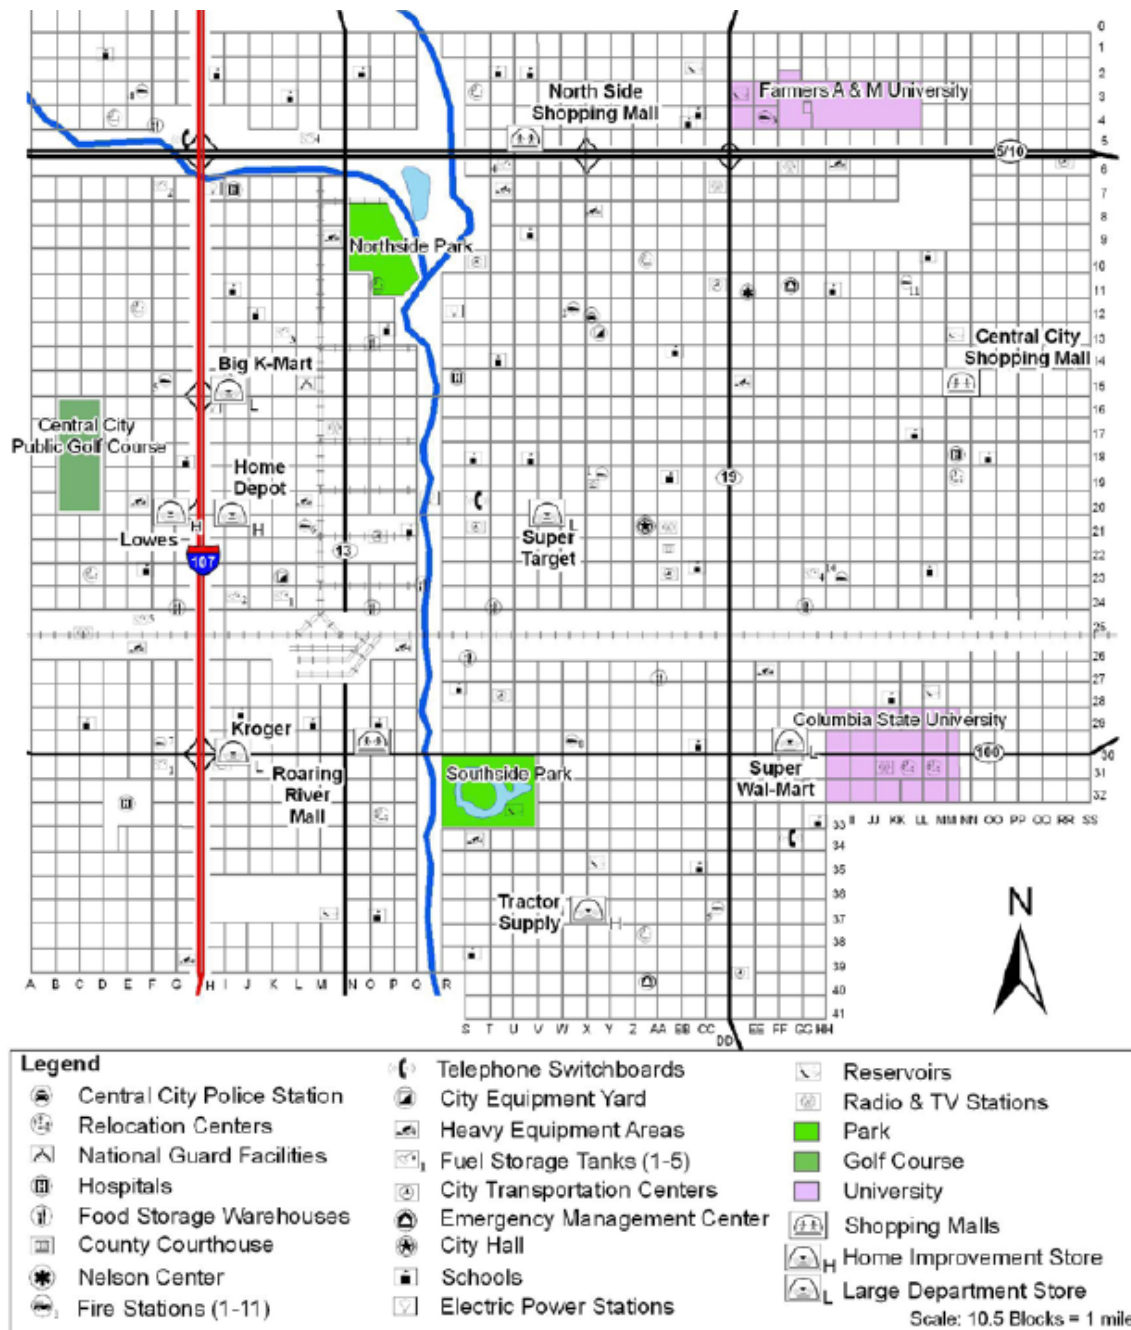 0
1
2
3
4
5
6
7
8
9
10
11
12
13
14
15
16
17
18
19
20
21
22
23
24
25
26
27
28
29
30
31
32
33
34
35
36
37
38
39
40
41
North Side
Shopping Mall
Farmers A & M University
5/10
Northside Park
Big K-Mart
L
Central City
Shopping Mall
Central City
Public Golf Course
Home
Depot
H
Lowes
H
107
13
19
Super
Target
L
Kroger
L
Roaring
River
Mall
Southside Park
Columbia State University
100
Super
Wal-Mart
L
Tractor
Supply
H
N
A B C D E F G H I J K L M N O P Q R
S T U V W X Y Z AA BB CC DD EE FF GG HH
II JJ KK LL MM NN OO PP QQ RR SS
Legend
Central City Police Station
Relocation Centers
National Guard Facilities
Hospitals
Food Storage Warehouses
County Courthouse
Nelson Center
Fire Stations (1-11)
Telephone Switchboards
City Equipment Yard
Heavy Equipment Areas
Fuel Storage Tanks (1-5)
City Transportation Centers
Emergency Management Center
City Hall
Schools
Electric Power Stations
Reservoirs
Radio & TV Stations
Park
Golf Course
University
Shopping Malls
H Home Improvement Store
L Large Department Store
Scale: 10.5 Blocks = 1 mile